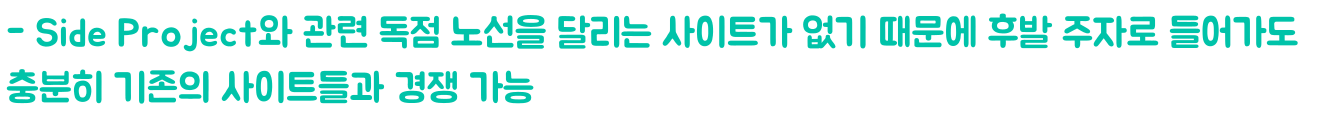 - Side Project와 관련 독점 노선을 달리는 사이트가 없기 때문에 후발 주자로 들어가도
충분히 기존의 사이트들과 경쟁 가능